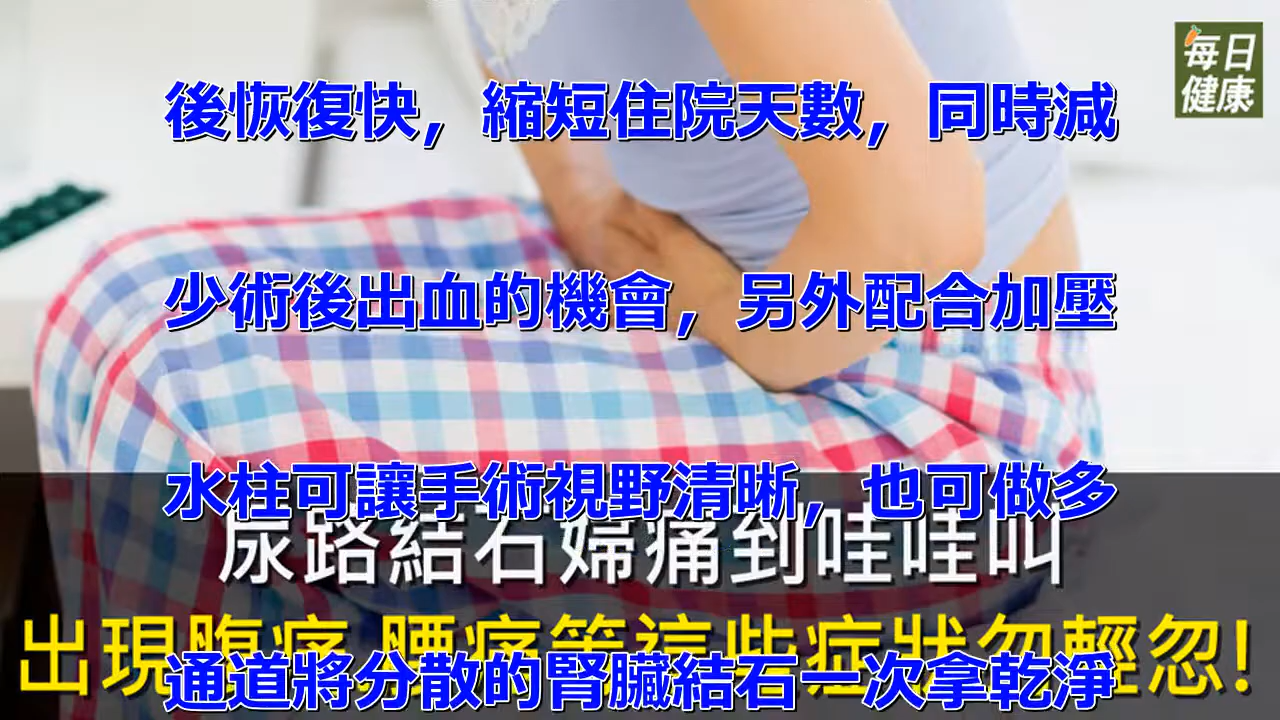 每日
健康
後恢復快，縮短住院天數，同時減
少術後出血的機會，另外配合加壓
水柱可讓手術視野清晰，也可做多
尿路結石婦痛到哇哇叫
出現腹痛 腰痛等這些症狀勿輕忽!
通道將分散的腎臟結石一次拿乾淨